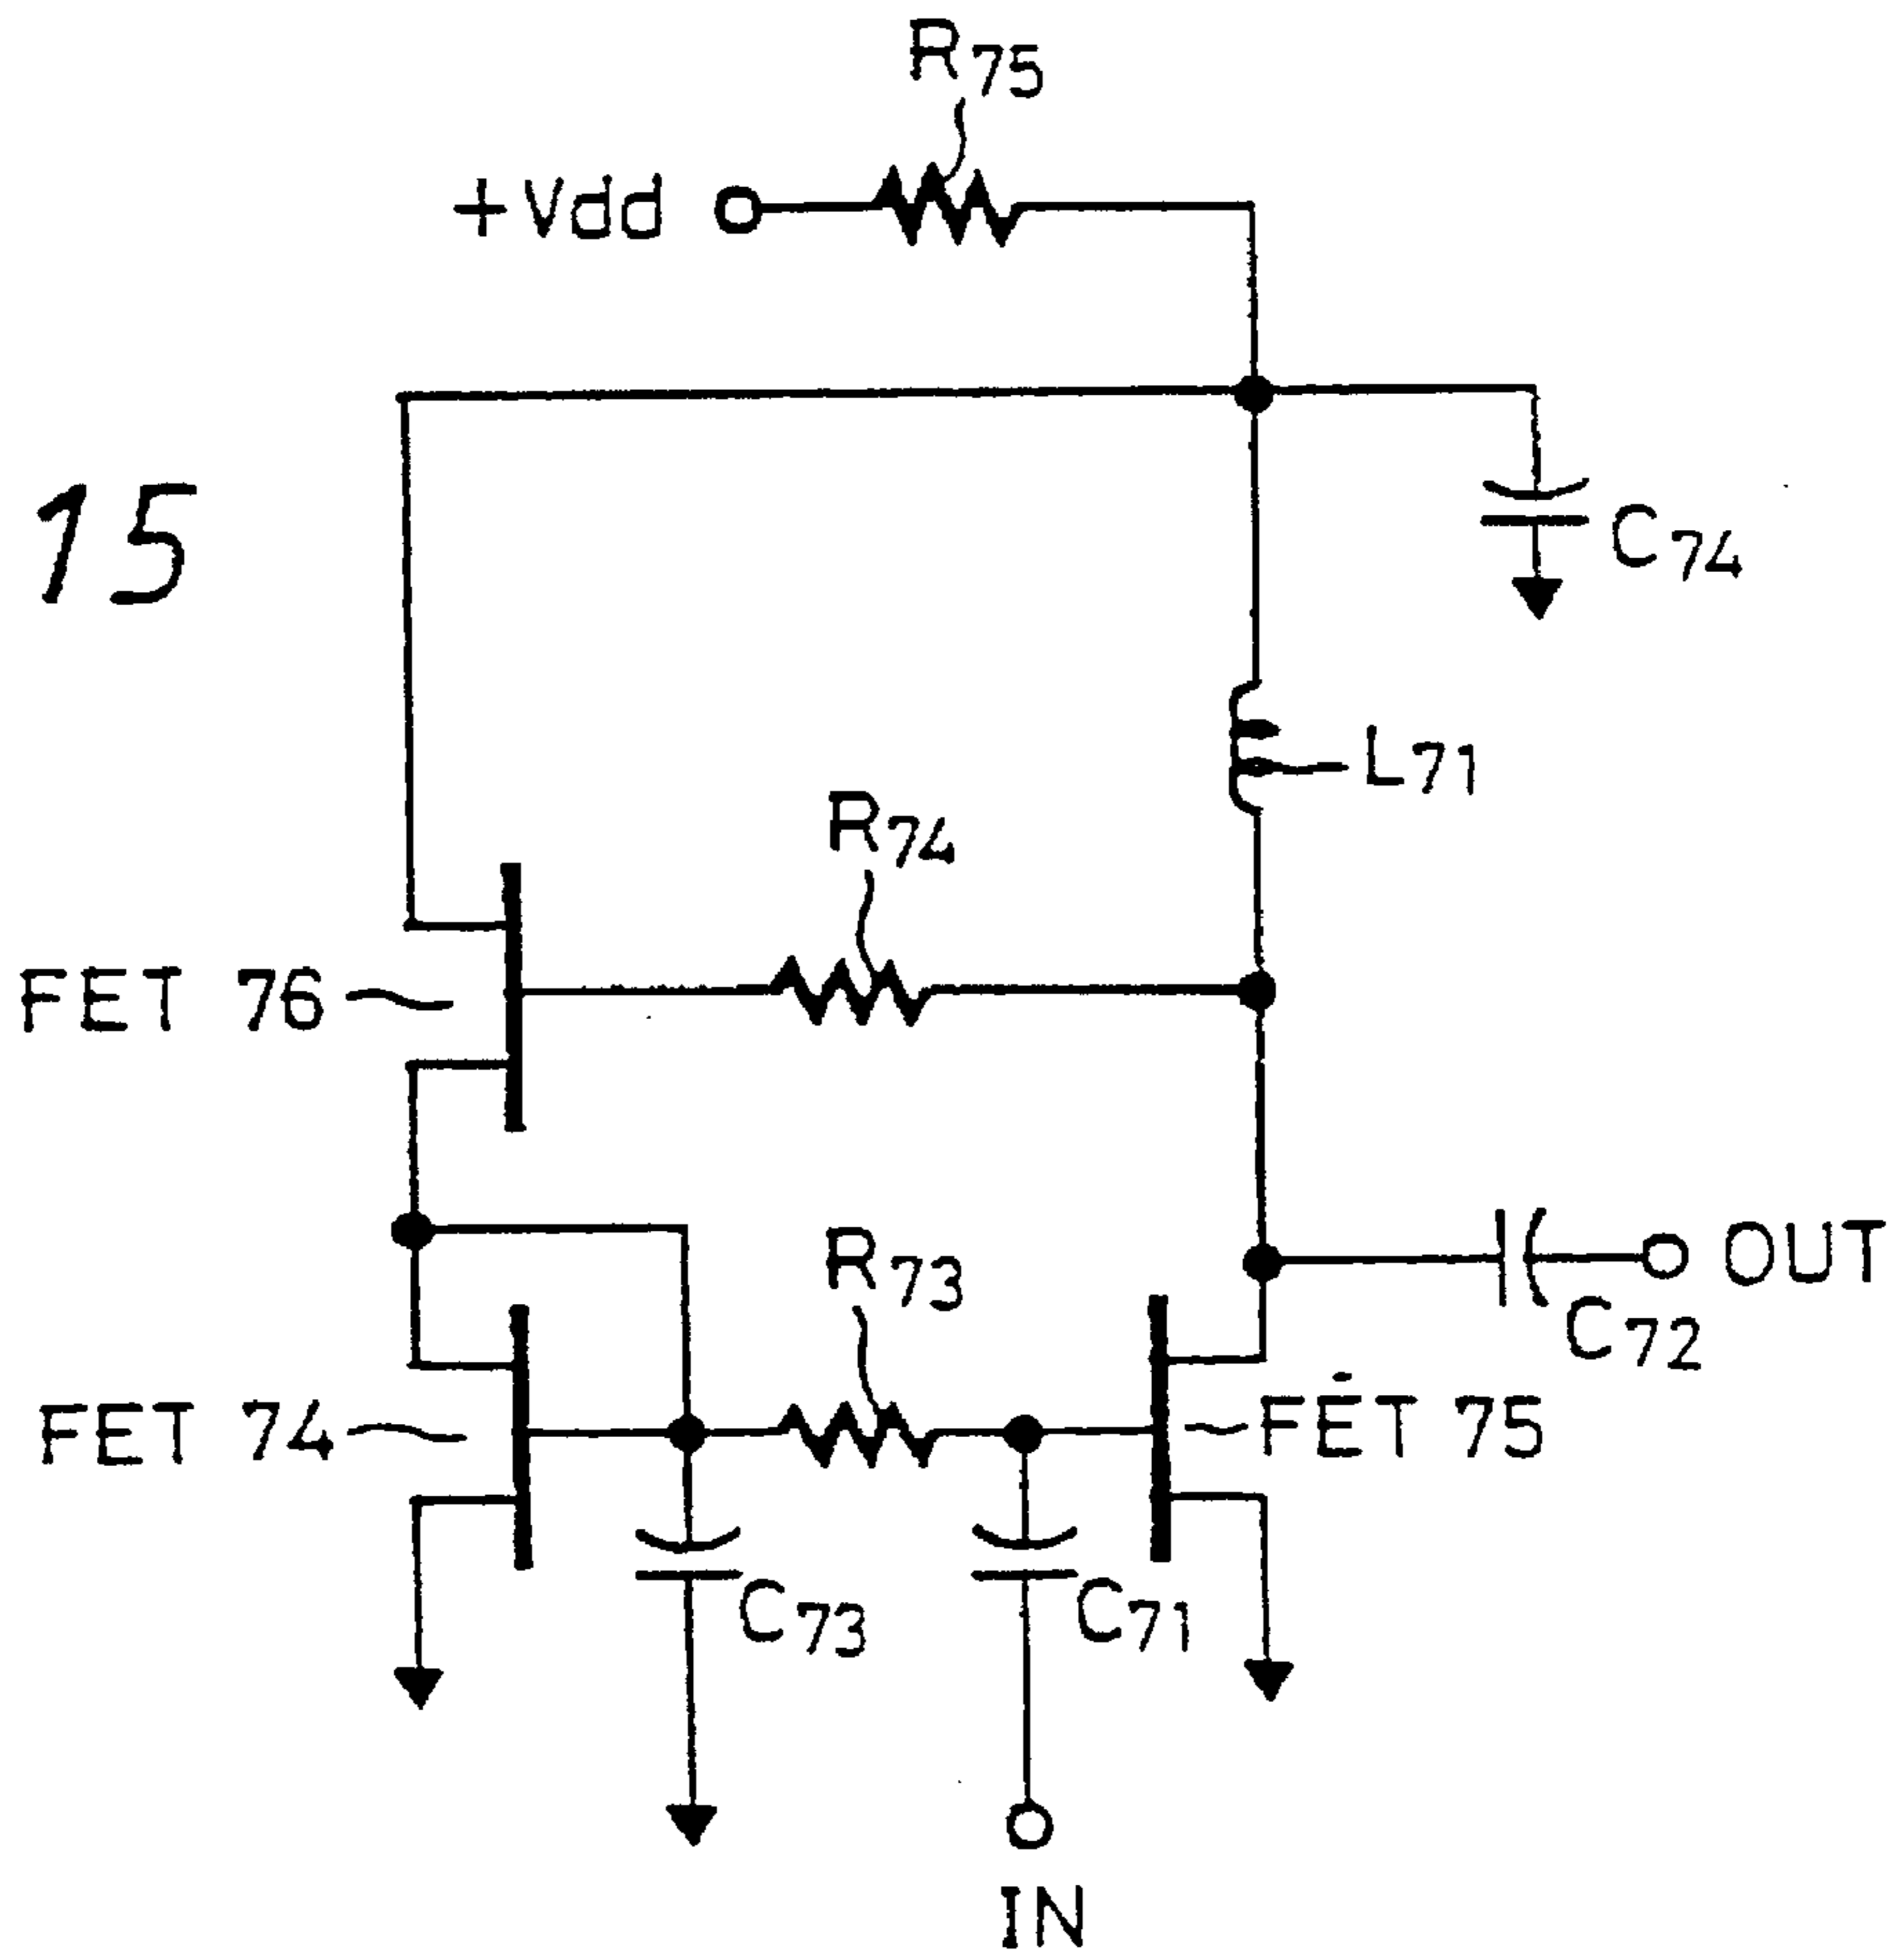 R75
+Vdd
15
C74
L71
R74
FET 76
R73
OUT
C72
FET 74
FET 75
C73
C71
IN